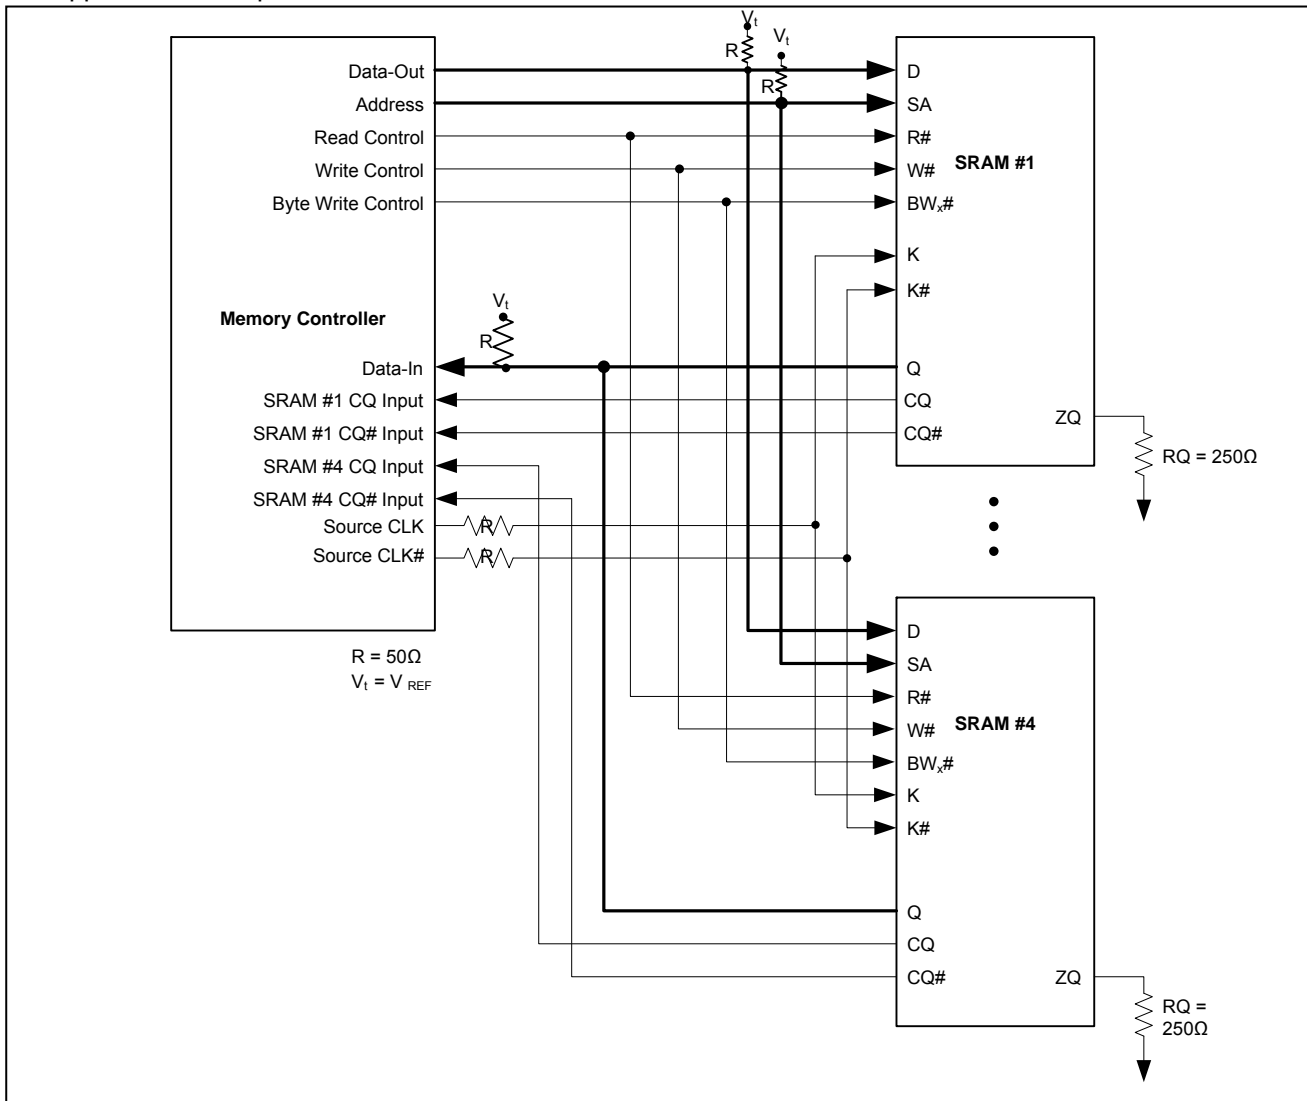 Vt
R
Vt
R
Data-Out
Address
Read Control
Write Control
Byte Write Control
Memory Controller
Vt
R
Data-In
SRAM #1 CQ Input
SRAM #1 CQ# Input
SRAM #4 CQ Input
SRAM #4 CQ# Input
Source CLK
R
Source CLK#
R
R = 50Ω
Vt = V REF
D
SA
R#
SRAM #1
W#
BWx#
K
K#
Q
CQ
CQ#
ZQ
RQ = 250Ω
D
SA
R#
SRAM #4
W#
BWx#
K
K#
Q
CQ
CQ#
ZQ
RQ =
250Ω